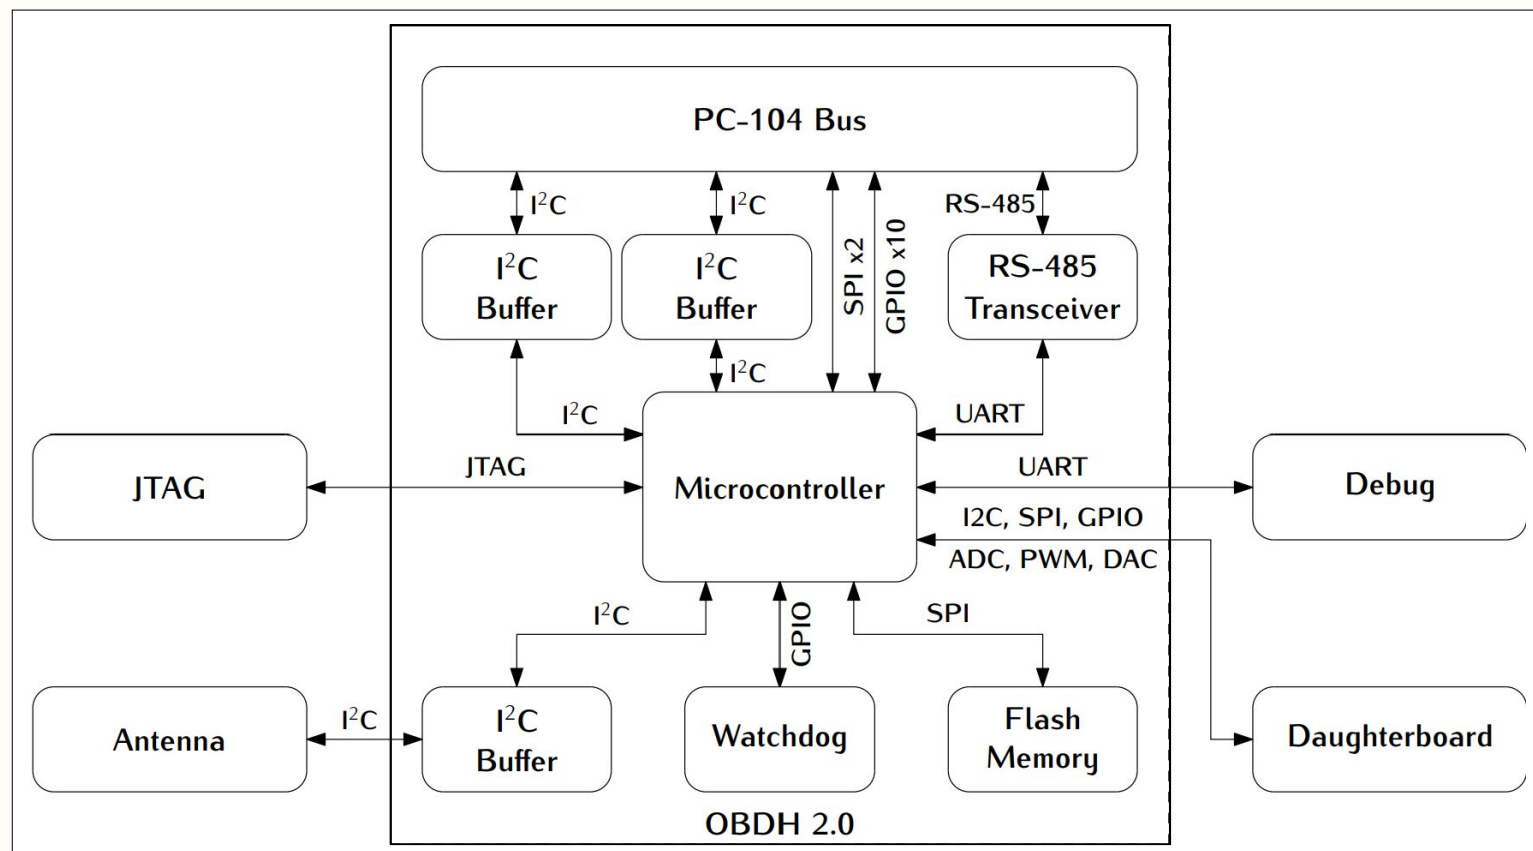 PC-104 Bus
I²C
I²C
RS-485
SPI x2
GPIO x10
I²C
Buffer
I²C
Buffer
RS-485
Transceiver
I²C
I²C
UART
JTAG
JTAG
Microcontroller
UART
Debug
I2C, SPI, GPIO
ADC, PWM, DAC
I²C
GPIO
SPI
Antenna
I²C
I²C
Buffer
Watchdog
Flash
Memory
Daughterboard
OBDH 2.0